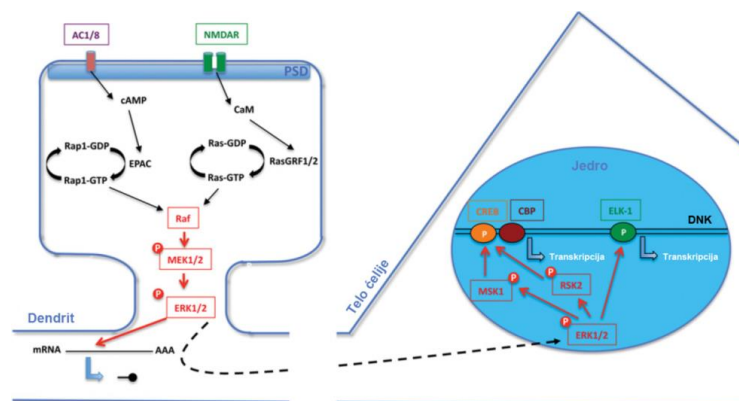 AC1/8
NMDAR
PSD
cAMP
CaM
Rap1-GDP
EPAC
Rap1-GTP
Ras-GDP
RasGRF1/2
Ras-GTP
Raf
P
MEK1/2
P
ERK1/2
Dendrit
mRNA
AAA
Telo ćelije
Jedro
CREB
CBP
ELK-1
DNK
P
P
Transkripcija
Transkripcija
MSK1
P
P
RSK2
P
ERK1/2